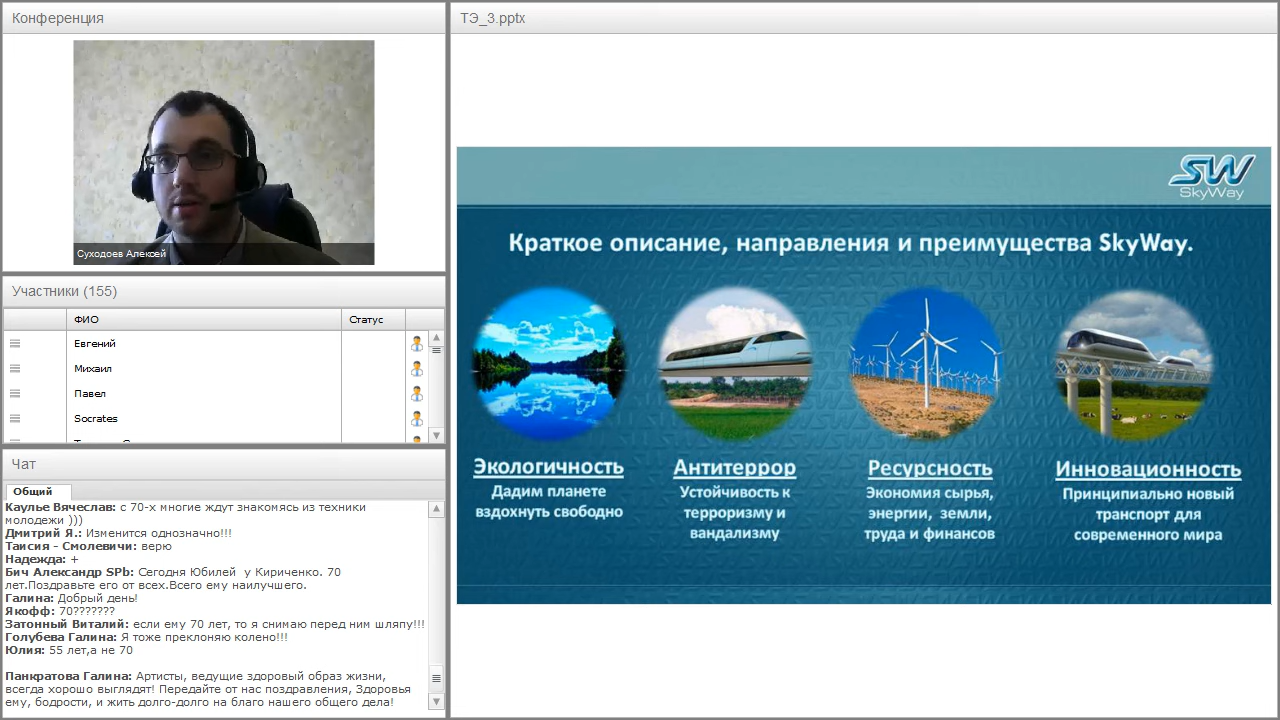 Конференция
Суходоев Алексей
Участники (155)
ФИО
Статус
Евгений
Михаил
Павел
Socrates
Чат
Общий
Каулье Вячеслав: с 70-х многие ждут знакомясь из техники
молодежи )))
Дмитрий Я.: Изменится однозначно!!!
Таисия - Смолевичи: верю
Надежда: +
Бич Александр SPb: Сегодня Юбилей  у Кириченко. 70
лет.Поздравьте его от всех.Всего ему наилучшего.
Галина: Добрый день!
Якофф: 70???????
Затонный Виталий: если ему 70 лет, то я снимаю перед ним шляпу!!!
Голубева Галина: Я тоже преклоняю колено!!!
Юлия: 55 лет,а не 70
Панкратова Галина: Артисты, ведущие здоровый образ жизни,
всегда хорошо выглядят! Передайте от нас поздравления, Здоровья
ему, бодрости, и жить долго-долго на благо нашего общего дела!
ТЭ_3.pptx
SW
SkyWay
Краткое описание, направления и преимущества SkyWay.
Экологичность
Дадим планете
вздохнуть свободно
Антитеррор
Устойчивость к
терроризму и
вандализму
Ресурсность
Экономия сырья,
энергии, земли,
труда и финансов
Инновационность
Принципиально новый
транспорт для
современного мира